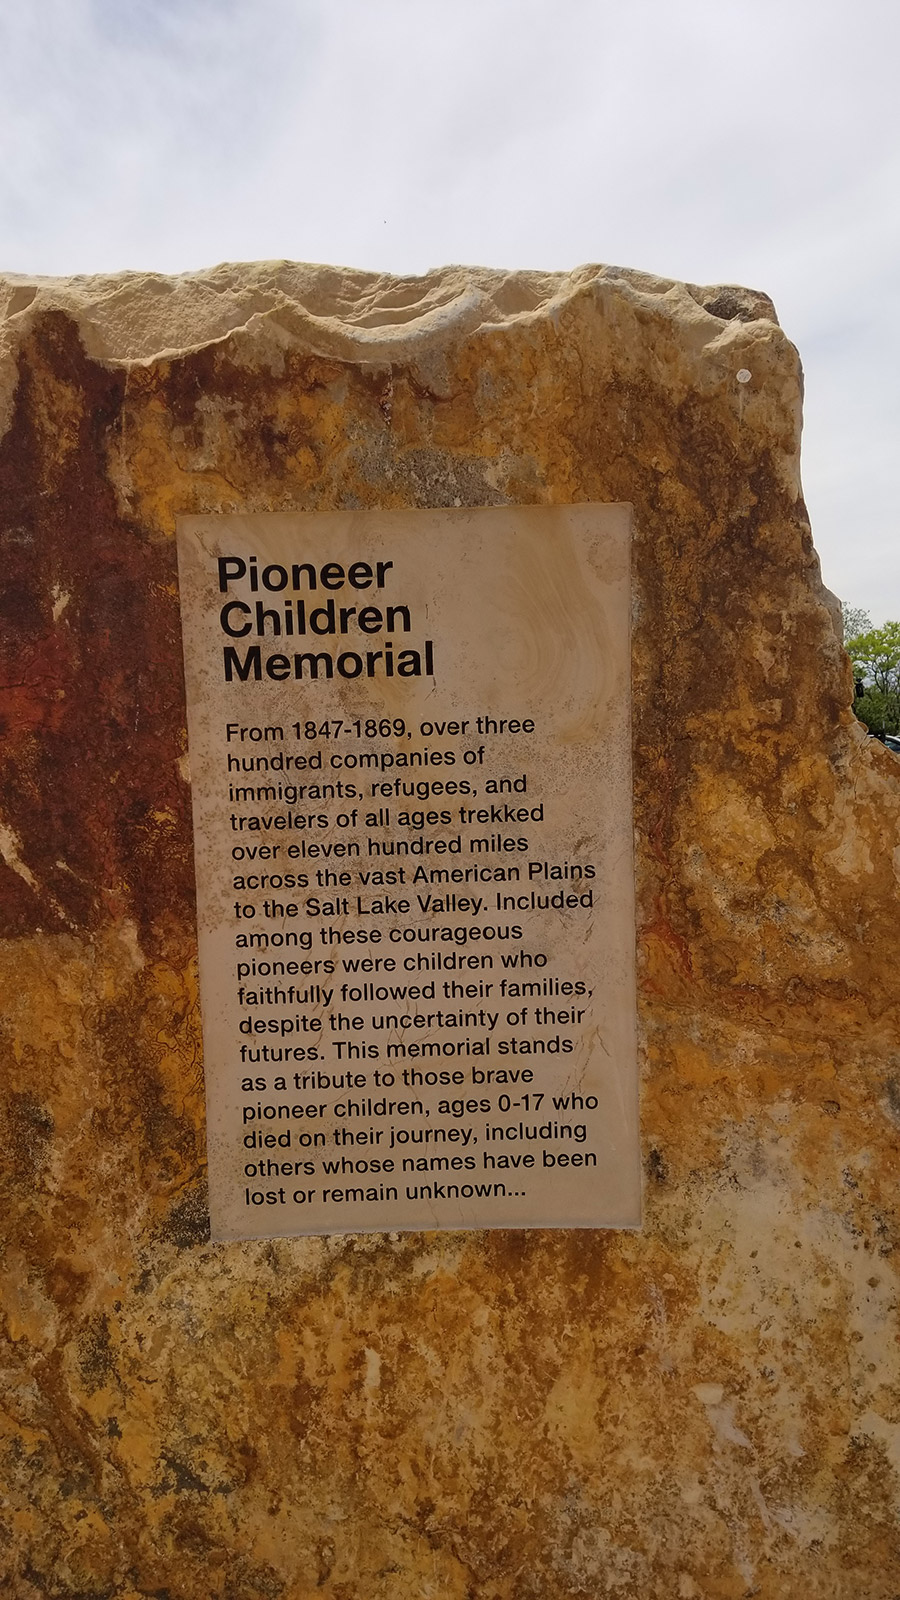 Pioneer
Children
Memorial
From 1847-1869, over three
hundred companies of
immigrants, refugees, and
travelers of all ages trekked
over eleven hundred miles
across the vast American Plains
to the Salt Lake Valley. Included
among these courageous
pioneers were children who
faithfully followed their families,
despite the uncertainty of their
futures. This memorial stands
as a tribute to those brave
pioneer children, ages 0-17 who
died on their journey, including
others whose names have been
lost or remain unknown...